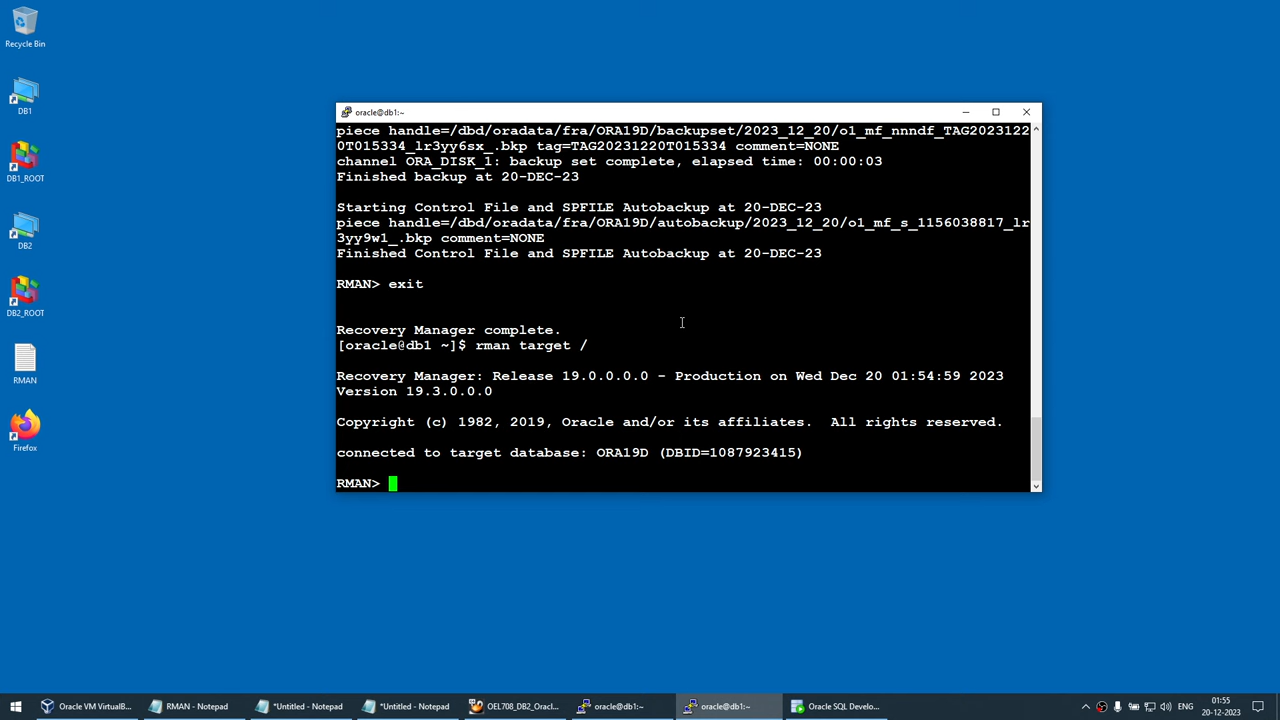 Recycle Bin
DB1
DB1_ROOT
DB2
DB2_ROOT
RMAN
Firefox
oracle@db1:~
piece handle=/dbd/oradata/fra/ORA19D/backupset/2023_12_20/o1_mf_nnndf_TAG2023122
0T015334_lr3yy6sx_.bkp tag=TAG20231220T015334 comment=NONE
channel ORA_DISK_1: backup set complete, elapsed time: 00:00:03
Finished backup at 20-DEC-23
Starting Control File and SPFILE Autobackup at 20-DEC-23
piece handle=/dbd/oradata/fra/ORA19D/autobackup/2023_12_20/o1_mf_s_1156038817_lr
3yy9w1_.bkp comment=NONE
Finished Control File and SPFILE Autobackup at 20-DEC-23
RMAN> exit
Recovery Manager complete.
[oracle@db1 ~]$ rman target /
Recovery Manager: Release 19.0.0.0.0 - Production on Wed Dec 20 01:54:59 2023
Version 19.3.0.0.0
Copyright (c) 1982, 2019, Oracle and/or its affiliates.  All rights reserved.
connected to target database: ORA19D (DBID=1087923415)
RMAN>
Oracle VM VirtualB...
RMAN - Notepad
*Untitled - Notepad
*Untitled - Notepad
OEL708_DB2_Oracl...
oracle@db1:~
oracle@db1:~
Oracle SQL Develo...
ENG
01:55
20-12-2023